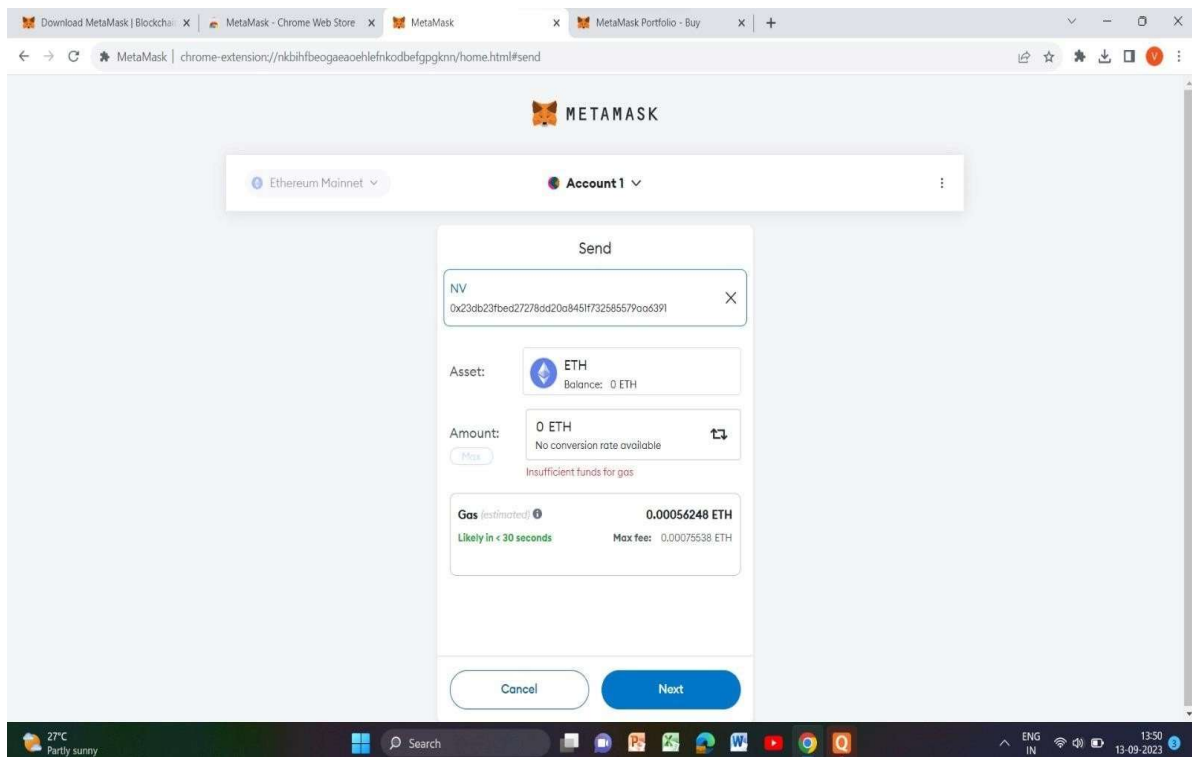 Download MetaMask | Blockchai
MetaMask - Chrome Web Store
MetaMask
MetaMask Portfolio - Buy
MetaMask | chrome-extension://nkbihfbeogaeaoehlefnkodbefgpgknn/home.html#send
V
METAMASK
Ethereum Mainnet
Account 1
Send
NV
0x23db23fbed27278dd20a8451f732585579aa6391
Asset:
ETH
Balance: 0 ETH
Amount:
Max
0 ETH
No conversion rate available
Insufficient funds for gas
Gas (estimated) 0.00056248 ETH
Likely in < 30 seconds Max fee: 0.00075538 ETH
Cancel
Next
27°C
Partly sunny
Search
ENG
IN
13:50
13-09-2023
3